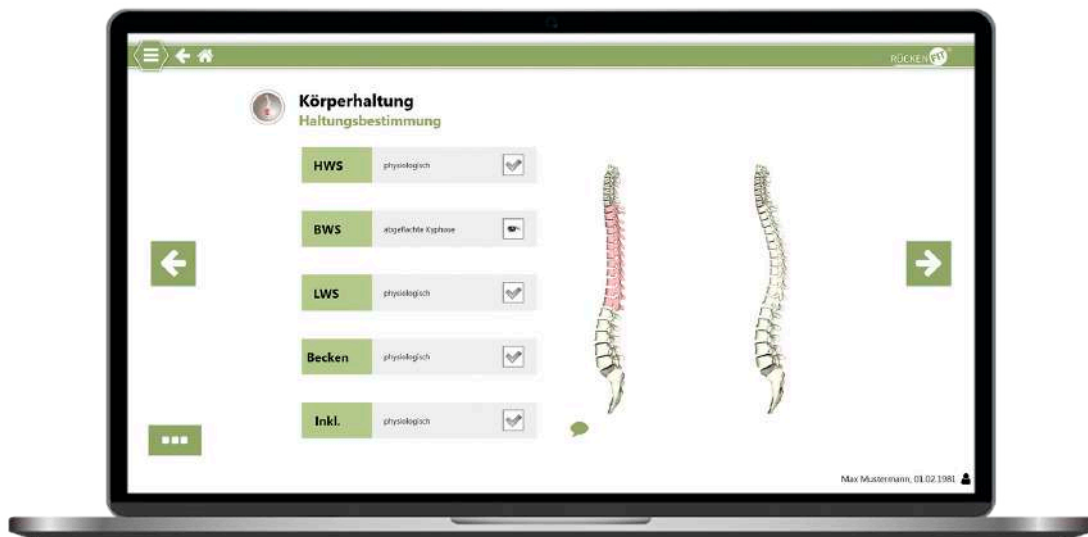 RÜCKEN FIT
Körperhaltung
Haltungsbestimmung
HWS physiologisch
BWS abgeflachte Kyphose
LWS physiologisch
Becken physiologisch
Inkl. physiologisch
Max Mustermann, 01.02.1981